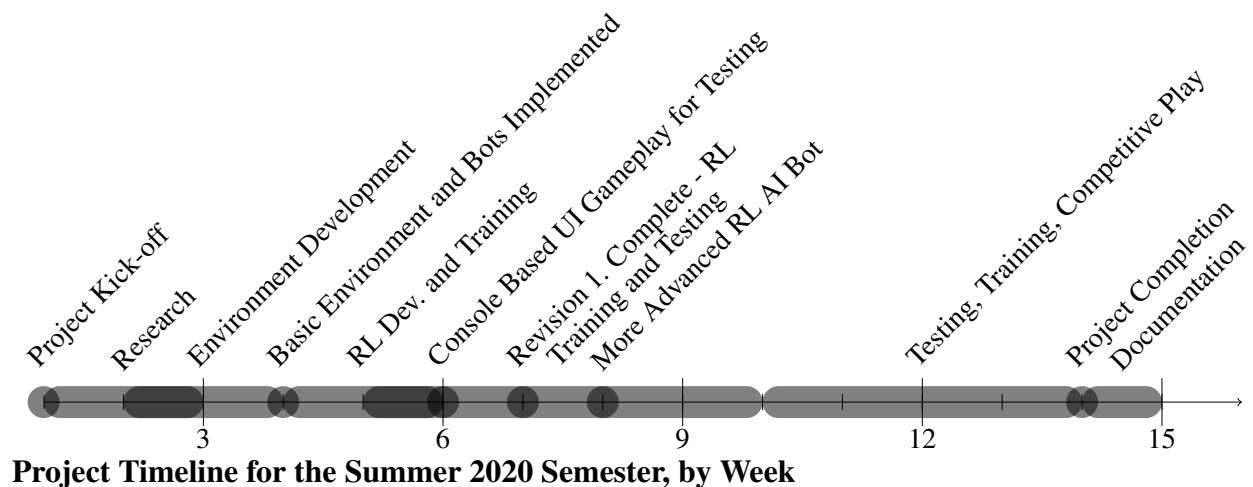 Project Kick-off
Research
Environment Development
Basic Environment and Bots Implemented
RL Dev. and Training
Console Based UI Gameplay for Testing
Revision 1. Complete - RL
Training and Testing
More Advanced RL AI Bot
Testing, Training, Competitive Play
Project Completion
Documentation
3 6 9 12 15
Project Timeline for the Summer 2020 Semester, by Week